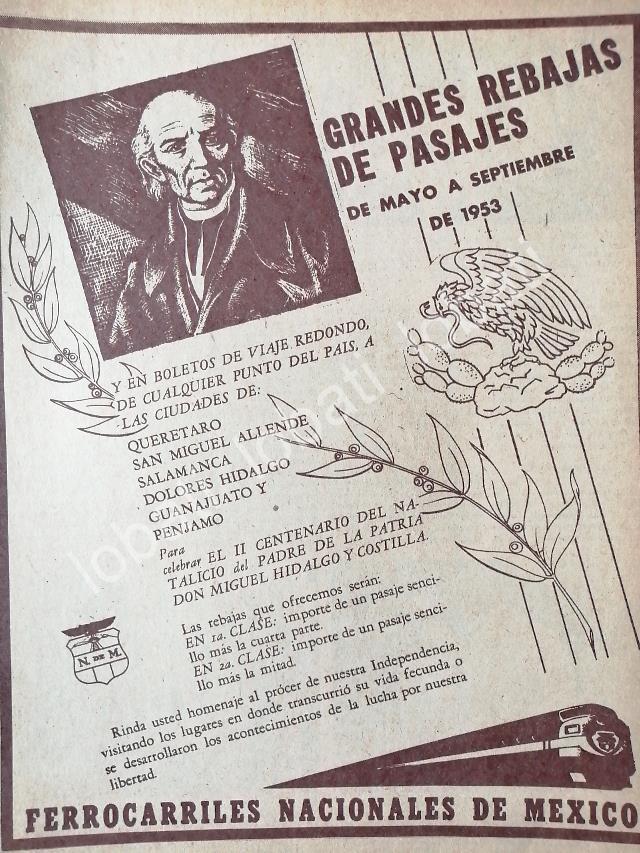 GRANDES REBAJAS
DE PASAJES
DE MAYO A SEPTIEMBRE
DE 1953
Y EN BOLETOS DE VIAJE REDONDO,
DE CUALQUIER PUNTO DEL PAIS, A
LAS CIUDADES DE:
QUERETARO
SAN MIGUEL ALLENDE
SALAMANCA
DOLORES HIDALGO
GUANAJUATO Y
PENJAMO
Para
celebrar EL II CENTENARIO DEL NA-
TALICIO del PADRE DE LA PATRIA
DON MIGUEL HIDALGO Y COSTILLA.
Las rebajas que ofrecemos serán:
EN 1a. CLASE: importe de un pasaje senci-
llo más la cuarta parte.
EN 2a. CLASE: importe de un pasaje senci-
llo más la mitad.
N. DE M.
Rinda usted homenaje al prócer de nuestra Independencia,
visitando los lugares en donde transcurrió su vida fecunda o
se desarrollaron los acontecimientos de la lucha por nuestra
libertad.
FERROCARRILES NACIONALES DE MEXICO